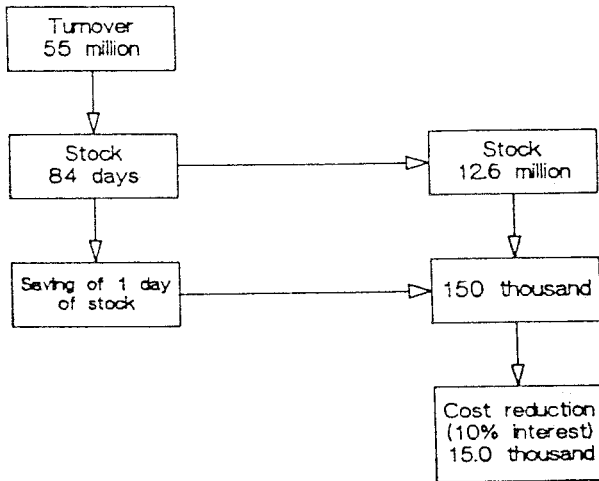 Turnover
55 million
Stock
84 days
Stock
12.6 million
Saving of 1 day
of stock
150 thousand
Cost reduction
(10% interest)
15.0 thousand